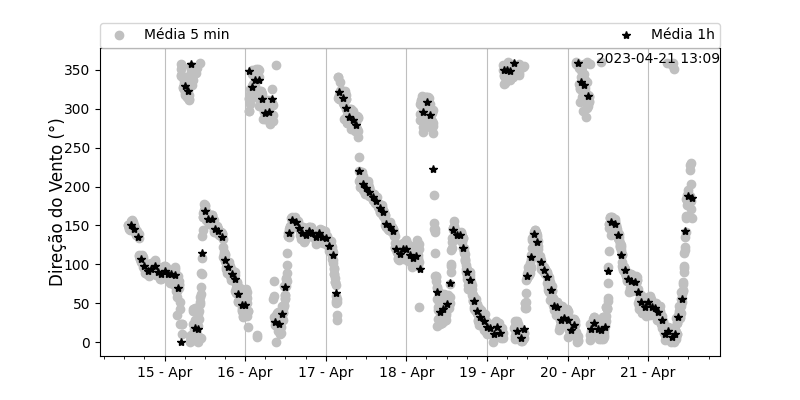 Média 5 min
Média 1h
2023-04-21 13:09
Direção do Vento (°)
350
300
250
200
150
100
50
0
15 - Apr
16 - Apr
17 - Apr
18 - Apr
19 - Apr
20 - Apr
21 - Apr